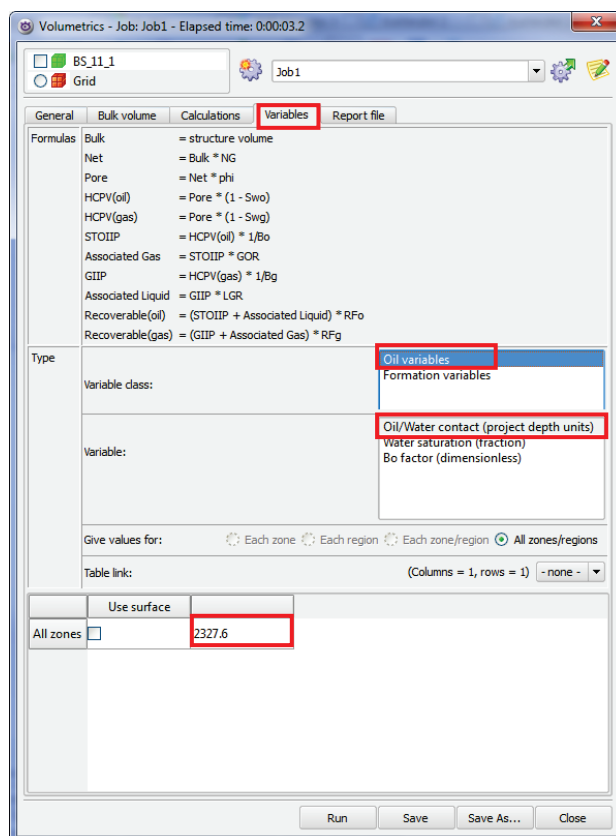 Volumetrics - Job: Job1 - Elapsed time: 0:00:03.2
BS_11_1
Grid
Job1
General Bulk volume Calculations Variables Report file
Formulas Bulk = structure volume
Net = Bulk * NG
Pore = Net * phi
HCPV(oil) = Pore * (1 - Swo)
HCPV(gas) = Pore * (1 - Swg)
STOIIP = HCPV(oil) * 1/Bo
Associated Gas = STOIIP * GOR
GIIP = HCPV(gas) * 1/Bg
Associated Liquid = GIIP * LGR
Recoverable(oil) = (STOIIP + Associated Liquid) * RFo
Recoverable(gas) = (GIIP + Associated Gas) * RFg
Type
Variable class:
Oil variables
Formation variables
Variable:
Oil/Water contact (project depth units)
Water saturation (fraction)
Bo factor (dimensionless)
Give values for: Each zone Each region Each zone/region All zones/regions
Table link: (Columns = 1, rows = 1) - none -
Use surface
All zones 2327.6
Run Save Save As... Close